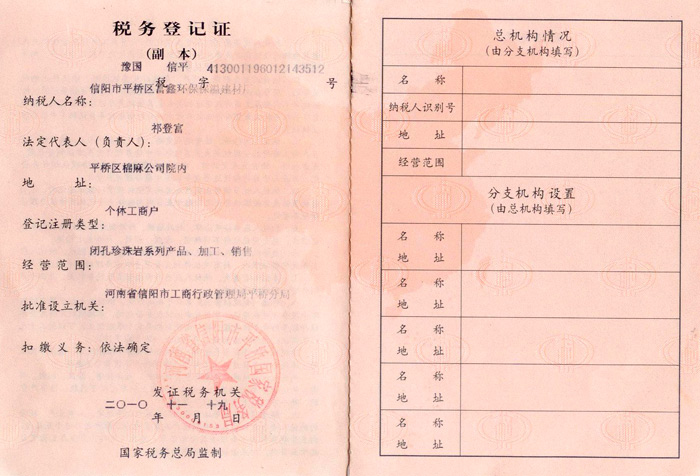 税务登记证
(副 本)
豫国 信平 413001196012143512
税 字 号
信阳市平桥区富鑫环保保温建材厂
纳税人名称:
祁登富
法定代表人(负责人):
平桥区棉麻公司院内
地 址:
个体工商户
登记注册类型:
闭孔珍珠岩系列产品、加工、销售
经营范围:
河南省信阳市工商行政管理局平桥分局
批准设立机关:
扣缴义务:依法确定
发证税务机关
二〇一〇 十一 十九
年 月 日
国家税务总局监制
总机构情况
(由分支机构填写)
名 称
纳税人识别号
地 址
经营范围
分支机构设置
(由总机构填写)
名 称
地 址
名 称
地 址
名 称
地 址
名 称
地 址
名 称
地 址